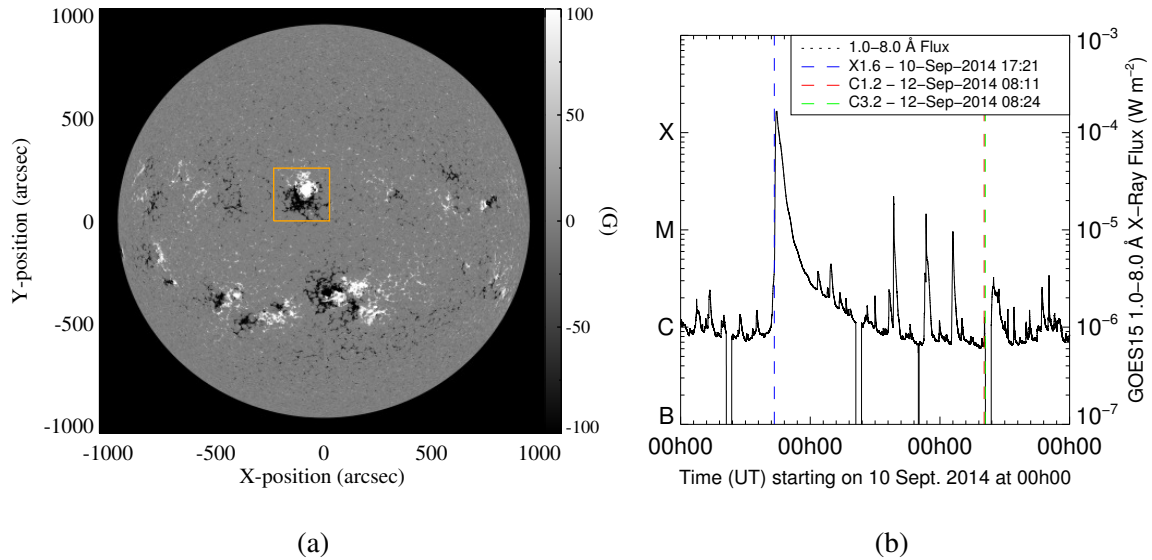 1000
500
0
-500
-1000
Y-position (arcsec)
-1000 -500 0 500 1000
X-position (arcsec)
100
50
0
-50
-100
(G)
(a)
1.0−8.0 Å Flux
X1.6 − 10−Sep−2014 17:21
C1.2 − 12−Sep−2014 08:11
C3.2 − 12−Sep−2014 08:24
X
M
C
B
10−3
10−4
10−5
10−6
10−7
GOES15 1.0−8.0 Å X−Ray Flux (W m−2)
00h00 00h00 00h00 00h00
Time (UT) starting on 10 Sept. 2014 at 00h00
(b)